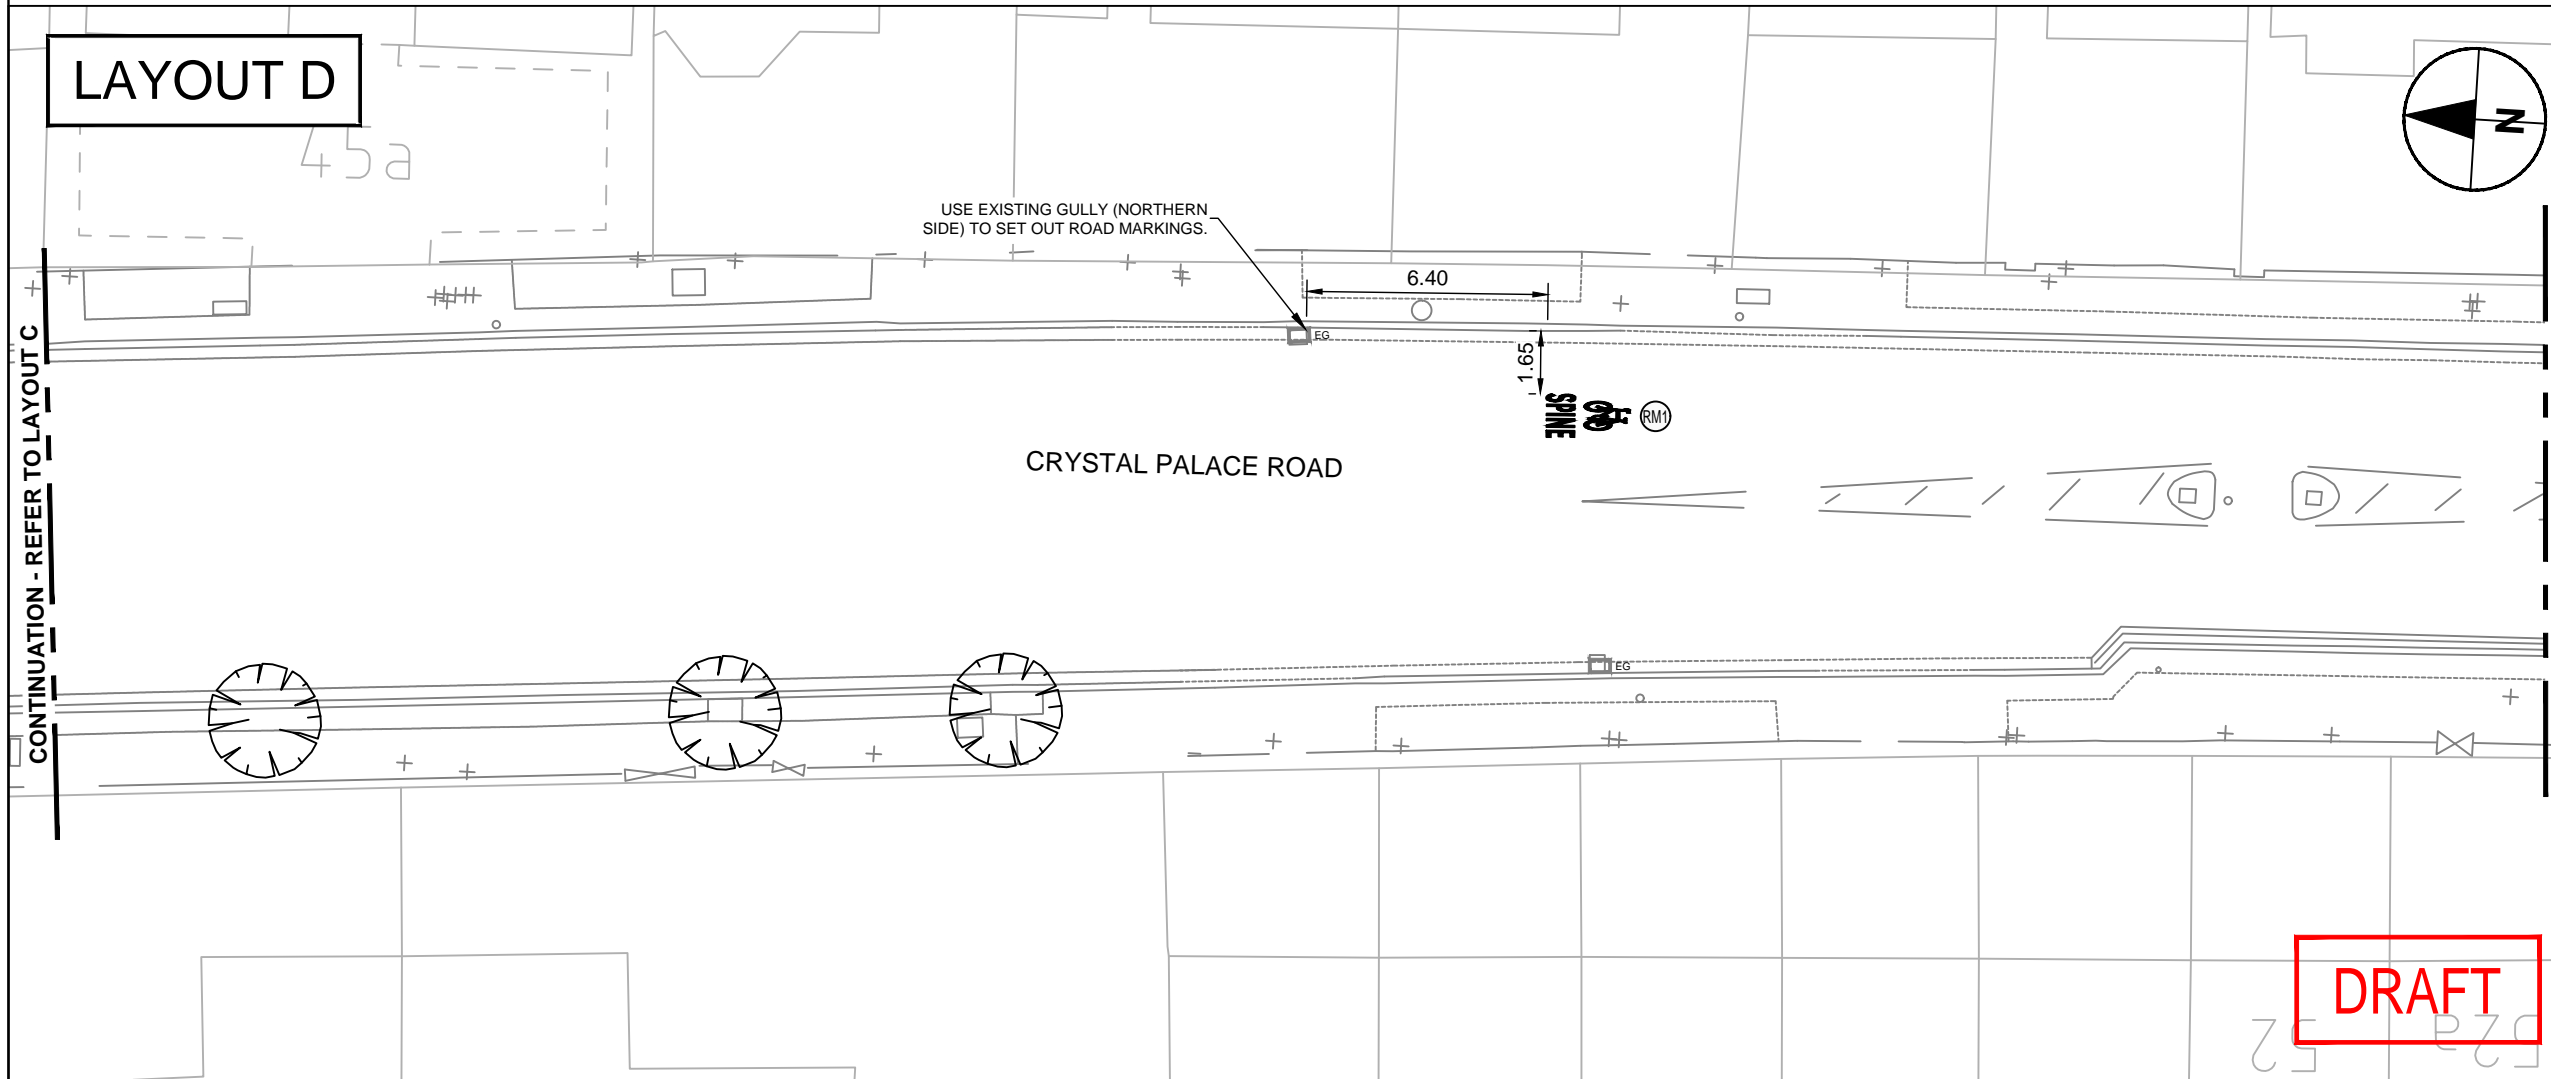 LAYOUT D
45a
N
USE EXISTING GULLY (NORTHERN
SIDE) TO SET OUT ROAD MARKINGS.
6.40
EG
1.65
SPINE
RM1
CRYSTAL PALACE ROAD
CONTINUATION - REFER TO LAYOUT C
EG
DRAFT
52
52a